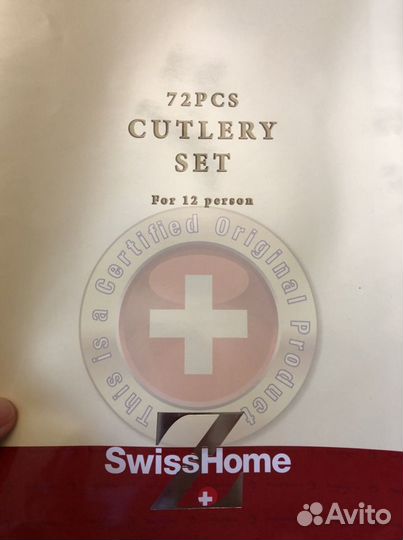 72PCS
CUTLERY
SET
For 12 person
This is a Certified Original Product
Z
SwissHome
Avito